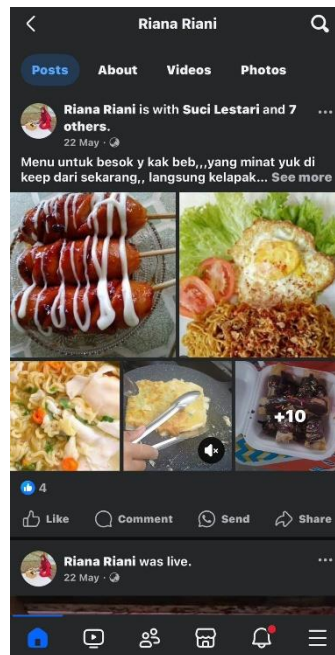 Riana Riani
Posts
About
Videos
Photos
Riana Riani is with Suci Lestari and 7
others.
22 May
Menu untuk besok y kak beb,,,yang minat yuk di
keep dari sekarang,, langsung kelapak... See more
+10
4
Like
Comment
Send
Share
Riana Riani was live.
22 May